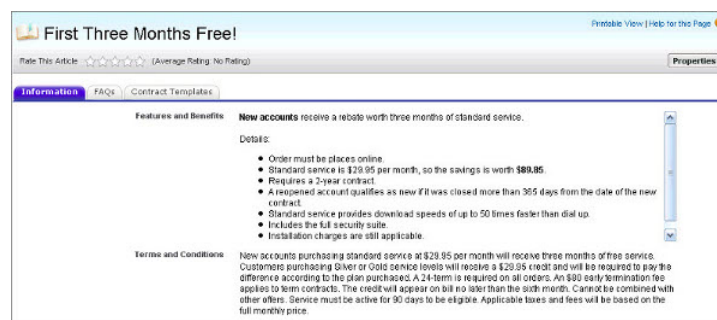 First Three Months Free!
Printable View | Help for this Page
Rate This Article (Average Rating: No Rating)
Properties
Information FAQs Contract Templates
Features and Benefits
New accounts receive a rebate worth three months of standard service.
Details:
Order must be places online.
Standard service is $29.95 per month, so the savings is worth $89.85.
Requires a 2-year contract.
A reopened account qualifies as new if it was closed more than 365 days from the date of the new
contract.
Standard service provides download speeds of up to 50 times faster than dial up.
Includes the full security suite.
Installation charges are still applicable.
Terms and Conditions
New accounts purchasing standard service at $29.95 per month will receive three months of free service.
Customers purchasing Silver or Gold service levels will receive a $29.95 credit and will be required to pay the
difference according to the plan purchased. A 24-term is required on all orders. An $80 early termination fee
applies to term contracts. The credit will appear on bill no later than the sixth month. Cannot be combined with
other offers. Service must be active for 90 days to be eligible. Applicable taxes and fees will be based on the
full monthly price.